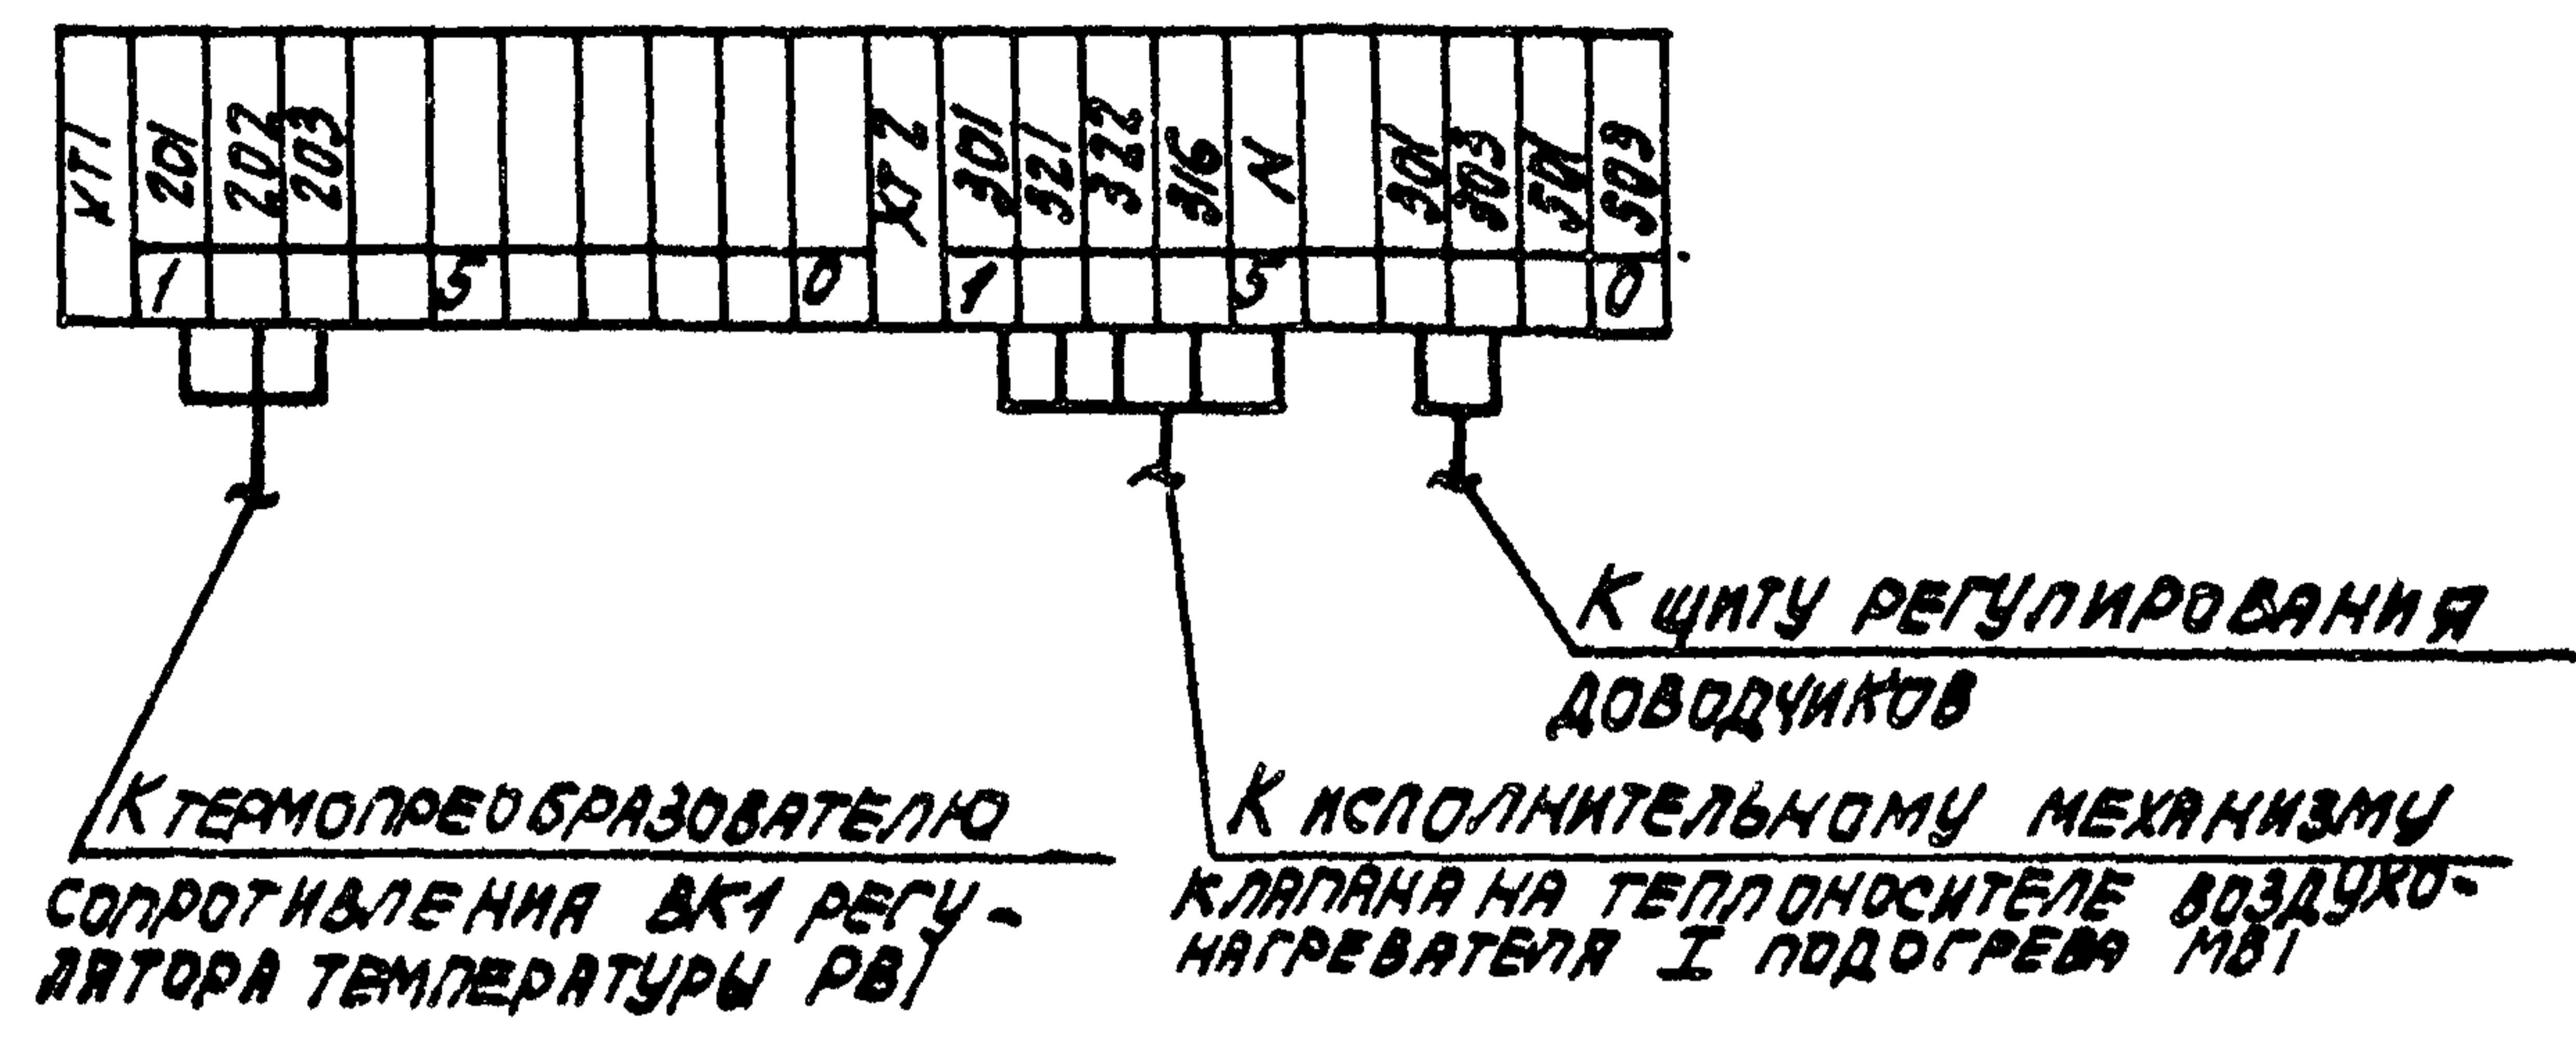 XT1 201 202 203 XT2 301 321 322 316 N 301 303 501 503
1 5 0 1 5 0
К щиту регулирования
доводчиков
К термопреобразователю
сопротивления ВК1 регу-
лятора температуры РВ1
К исполнительному механизму
клапана на теплоносителе воздухо-
нагревателя I подогрева МВ1